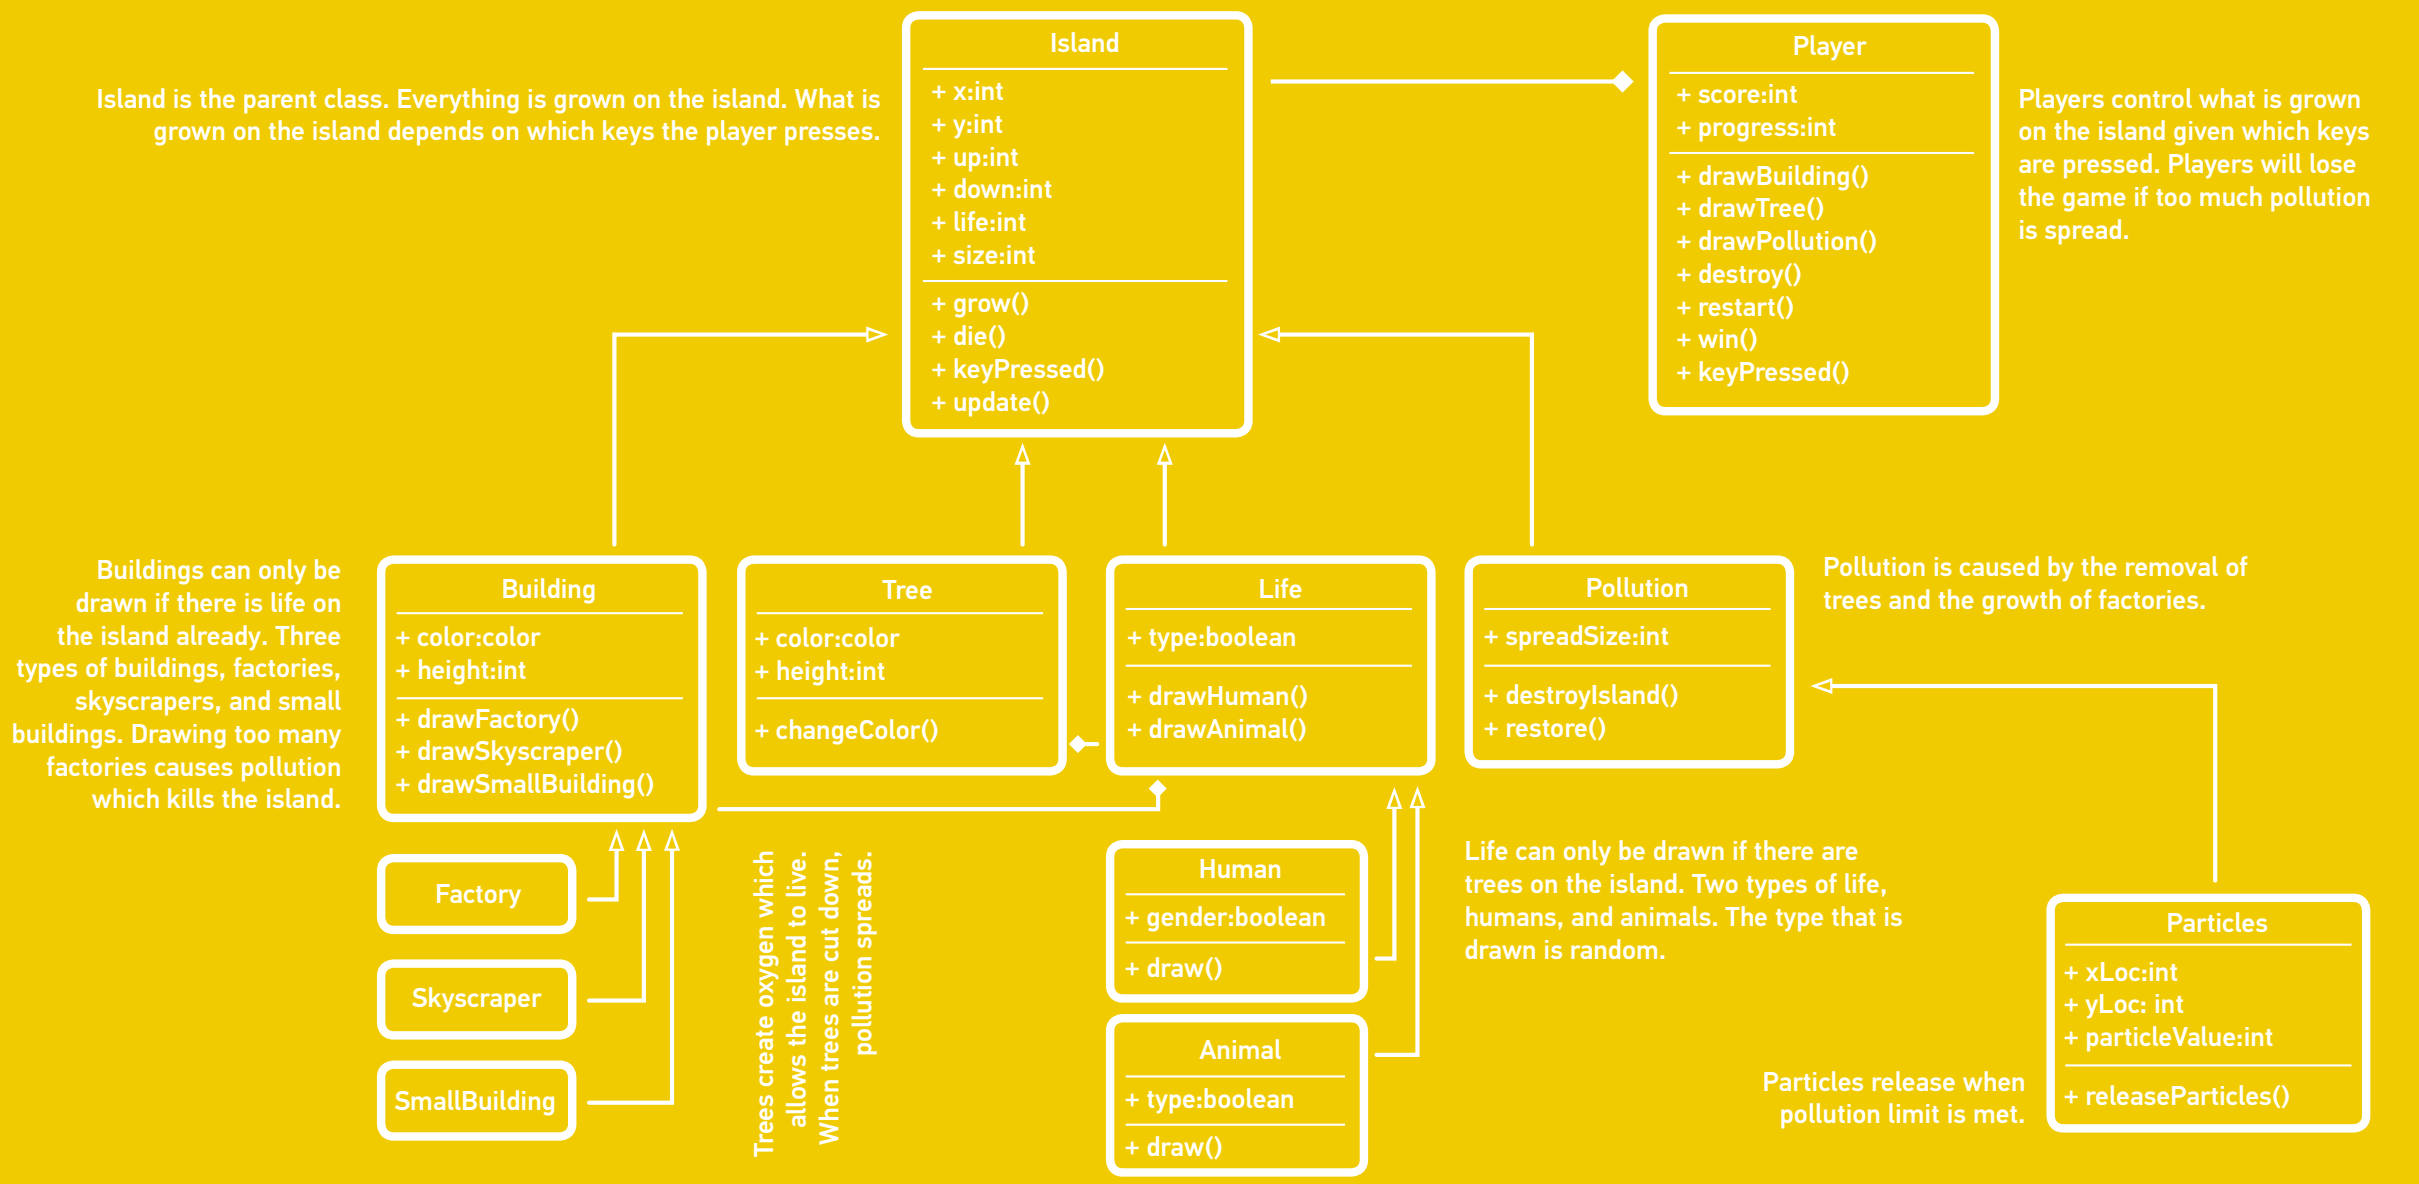 Island is the parent class. Everything is grown on the island. What is
grown on the island depends on which keys the player presses.
Island
+ x:int
+ y:int
+ up:int
+ down:int
+ life:int
+ size:int
+ grow()
+ die()
+ keyPressed()
+ update()
Player
+ score:int
+ progress:int
+ drawBuilding()
+ drawTree()
+ drawPollution()
+ destroy()
+ restart()
+ win()
+ keyPressed()
Players control what is grown
on the island given which keys
are pressed. Players will lose
the game if too much pollution
is spread.
Buildings can only be
drawn if there is life on
the island already. Three
types of buildings, factories,
skyscrapers, and small
buildings. Drawing too many
factories causes pollution
which kills the island.
Building
+ color:color
+ height:int
+ drawFactory()
+ drawSkyscraper()
+ drawSmallBuilding()
Tree
+ color:color
+ height:int
+ changeColor()
Life
+ type:boolean
+ drawHuman()
+ drawAnimal()
Pollution
+ spreadSize:int
+ destroyIsland()
+ restore()
Pollution is caused by the removal of
trees and the growth of factories.
Factory
Skyscraper
SmallBuilding
Trees create oxygen which
allows the island to live.
When trees are cut down,
pollution spreads.
Human
+ gender:boolean
+ draw()
Animal
+ type:boolean
+ draw()
Life can only be drawn if there are
trees on the island. Two types of life,
humans, and animals. The type that is
drawn is random.
Particles release when
pollution limit is met.
Particles
+ xLoc:int
+ yLoc: int
+ particleValue:int
+ releaseParticles()